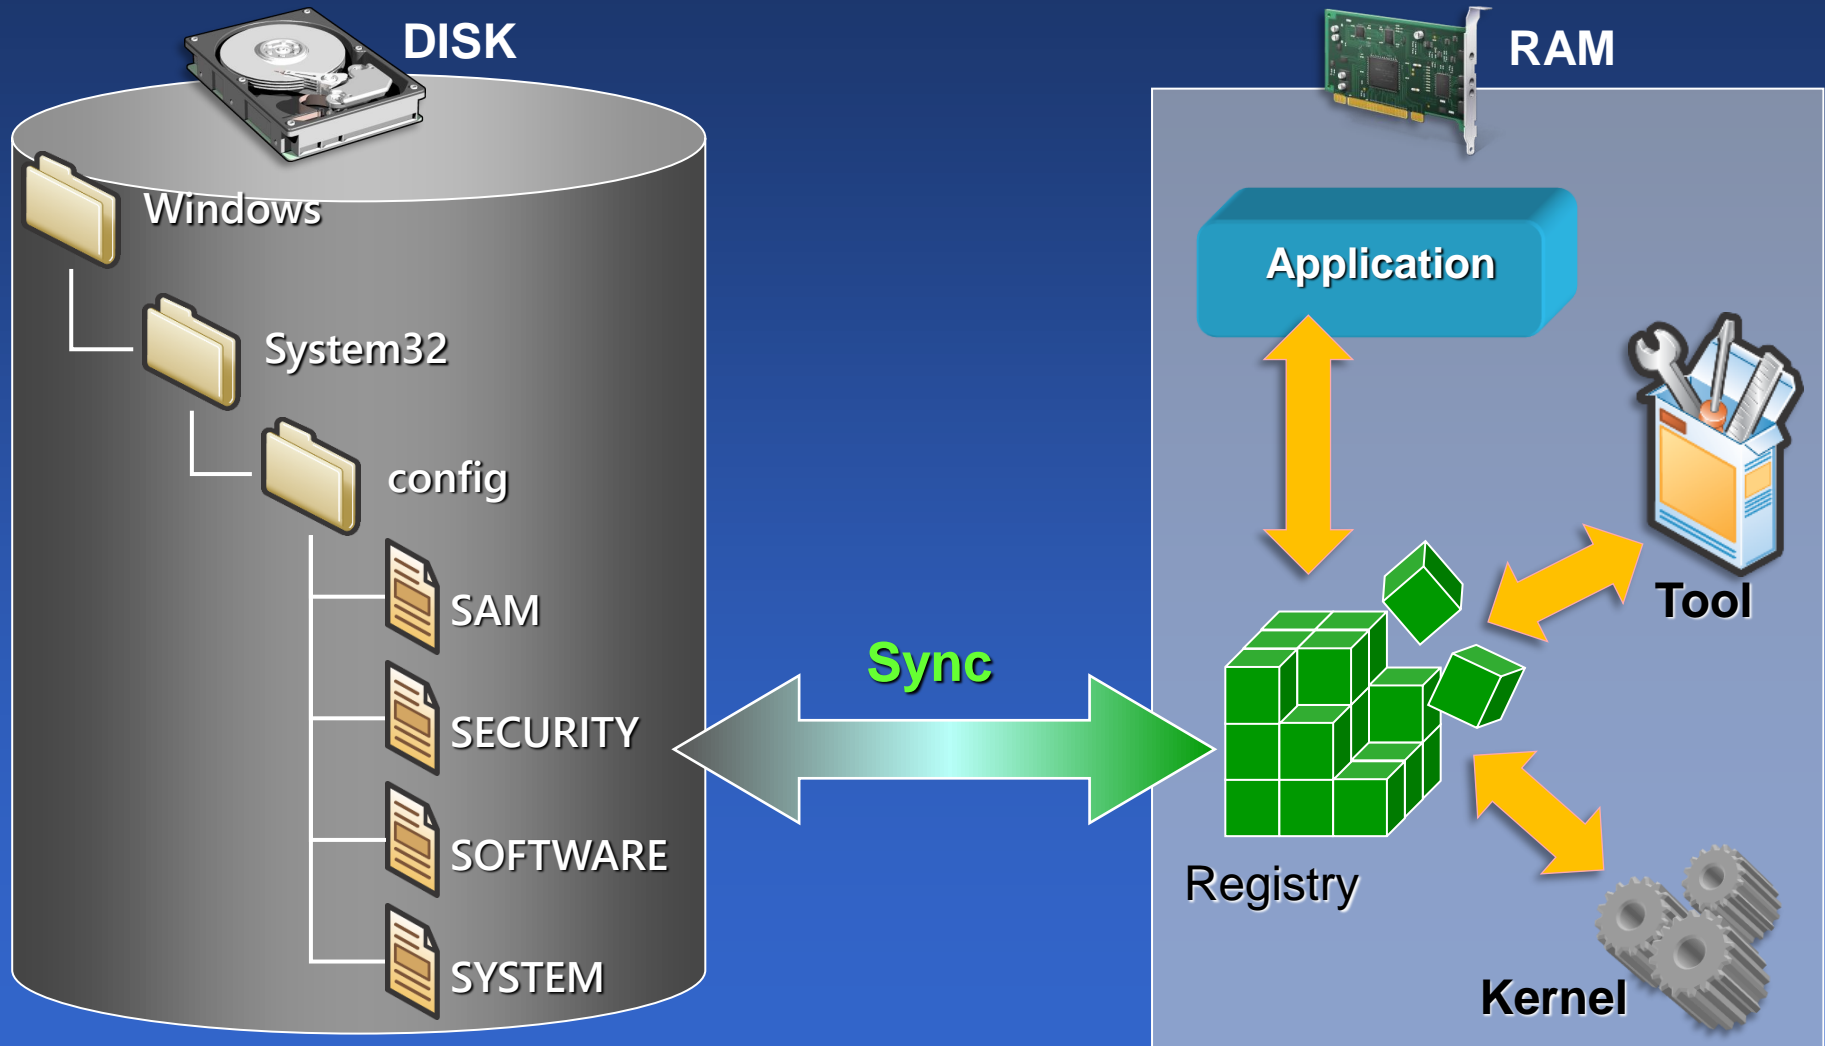 DISK
Windows
System32
config
SAM
SECURITY
SOFTWARE
SYSTEM
Sync
RAM
Application
Tool
Registry
Kernel